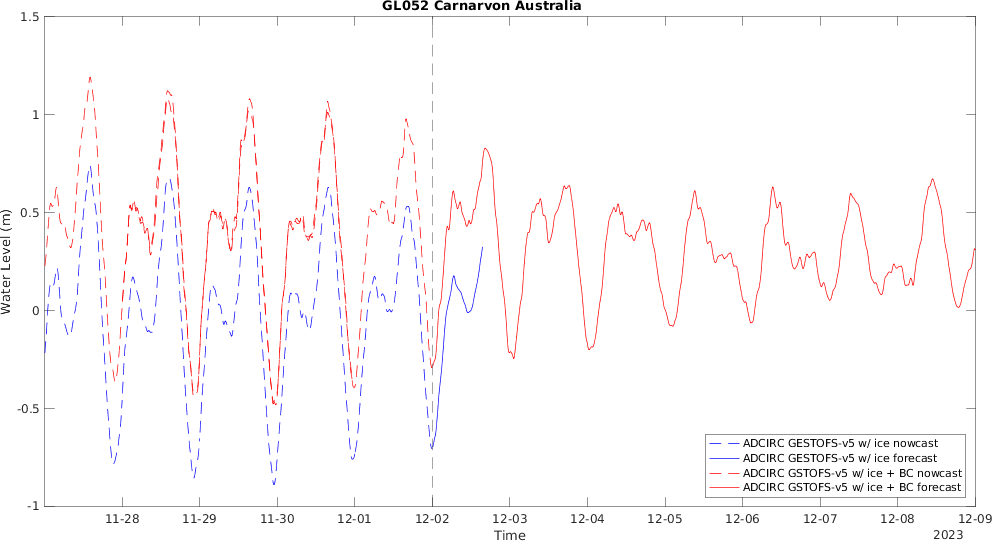 GL052 Carnarvon Australia
1.5
1
0.5
0
-0.5
-1
Water Level (m)
11-28 11-29 11-30 12-01 12-02 12-03 12-04 12-05 12-06 12-07 12-08 12-09
Time
2023
ADCIRC GESTOFS-v5 w/ ice nowcast
ADCIRC GESTOFS-v5 w/ ice forecast
ADCIRC GSTOFS-v5 w/ ice + BC nowcast
ADCIRC GSTOFS-v5 w/ ice + BC forecast